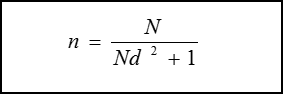 n = N / (Nd² + 1)